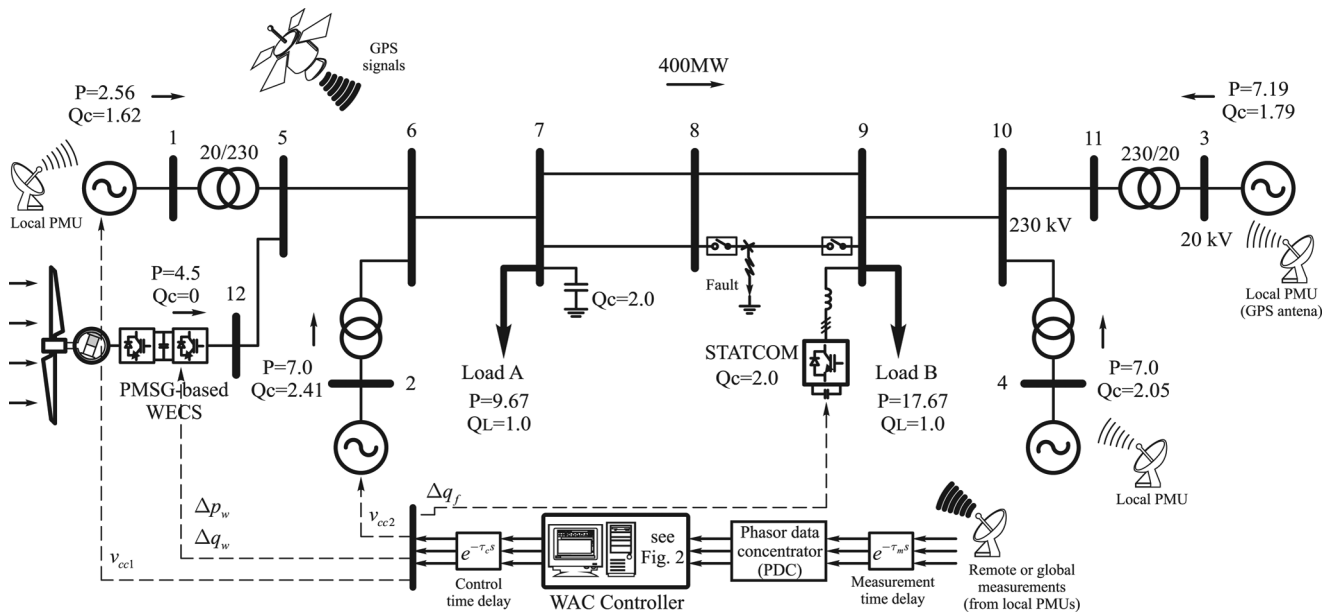 GPS
signals
400MW
P=2.56
Qc=1.62
P=7.19
Qc=1.79
1
20/230
5
6
7
8
9
10
11
230/20
3
Local PMU
230 kV
20 kV
Local PMU
(GPS antena)
P=4.5
Qc=0
12
Fault
Qc=2.0
PMSG-based
WECS
P=7.0
Qc=2.41
2
Load A
P=9.67
QL=1.0
STATCOM
Qc=2.0
Load B
P=17.67
QL=1.0
4
P=7.0
Qc=2.05
Local PMU
Δp_w
Δq_w
v_cc1
v_cc2
Δq_f
e^{-τ_c s}
Control
time delay
see
Fig. 2
WAC Controller
Phasor data
concentrator
(PDC)
e^{-τ_m s}
Measurement
time delay
Remote or global
measurements
(from local PMUs)